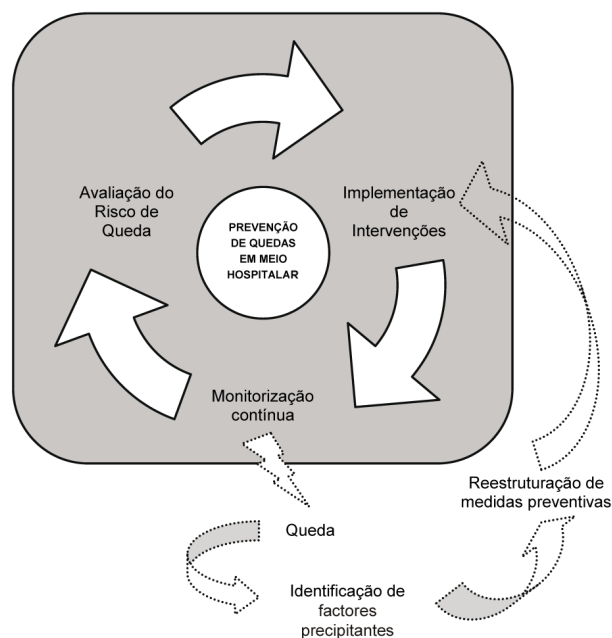 Avaliação do
Risco de
Queda
PREVENÇÃO
DE QUEDAS
EM MEIO
HOSPITALAR
Implementação
de
Intervenções
Monitorização
contínua
Queda
Identificação de
factores
precipitantes
Reestruturação de
medidas preventivas